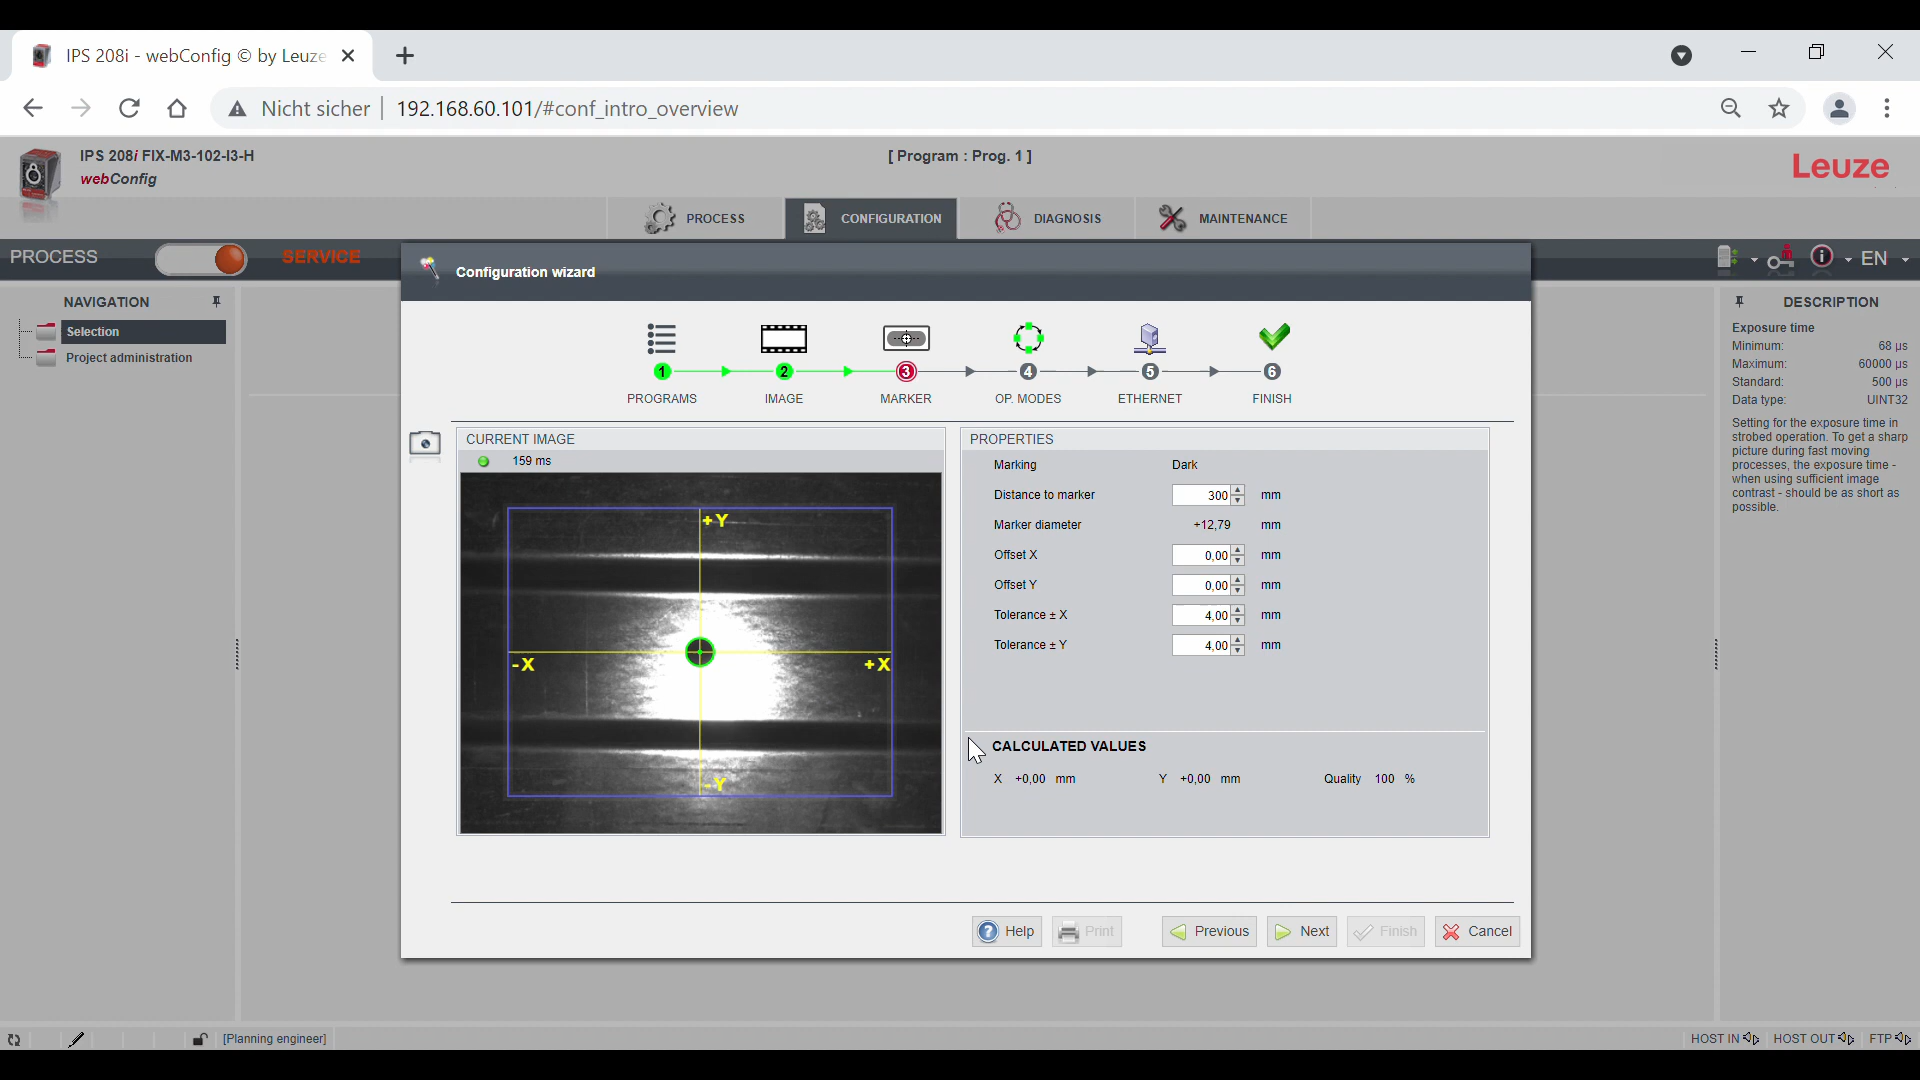 IPS 208i - webConfig © by Leuze
Nicht sicher | 192.168.60.101/#conf_intro_overview
IPS 208i FIX-M3-102-I3-H
webConfig
[ Program : Prog. 1 ]
Leuze
PROCESS
CONFIGURATION
DIAGNOSIS
MAINTENANCE
PROCESS
SERVICE
EN
NAVIGATION
Selection
Project administration
Configuration wizard
1 2 3 4 5 6
PROGRAMS
IMAGE
MARKER
OP. MODES
ETHERNET
FINISH
CURRENT IMAGE
159 ms
+Y
-X
+X
-Y
PROPERTIES
Marking Dark
Distance to marker 300 mm
Marker diameter +12,79 mm
Offset X 0,00 mm
Offset Y 0,00 mm
Tolerance ± X 4,00 mm
Tolerance ± Y 4,00 mm
CALCULATED VALUES
X +0,00 mm Y +0,00 mm Quality 100 %
Help
Print
Previous
Next
Finish
Cancel
DESCRIPTION
Exposure time
Minimum: 68 µs
Maximum: 60000 µs
Standard: 500 µs
Data type: UINT32
Setting for the exposure time in
strobed operation. To get a sharp
picture during fast moving
processes, the exposure time -
when using sufficient image
contrast - should be as short as
possible.
[Planning engineer]
HOST IN
HOST OUT
FTP